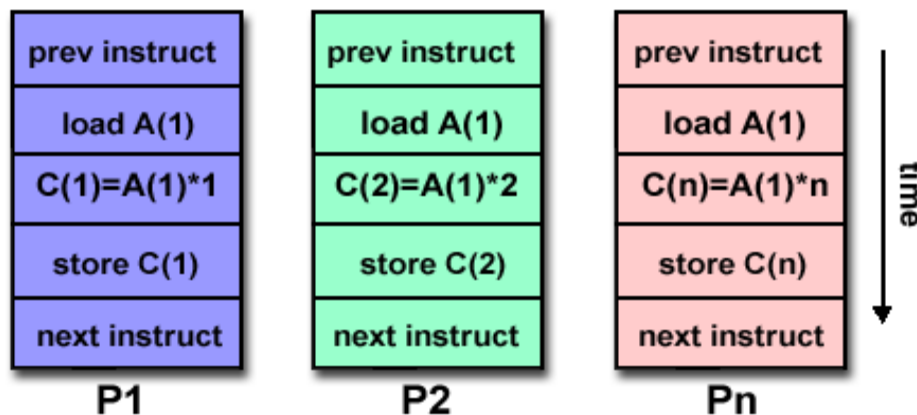 prev instruct
load A(1)
C(1)=A(1)*1
store C(1)
next instruct
P1
prev instruct
load A(1)
C(2)=A(1)*2
store C(2)
next instruct
P2
prev instruct
load A(1)
C(n)=A(1)*n
store C(n)
next instruct
Pn
time